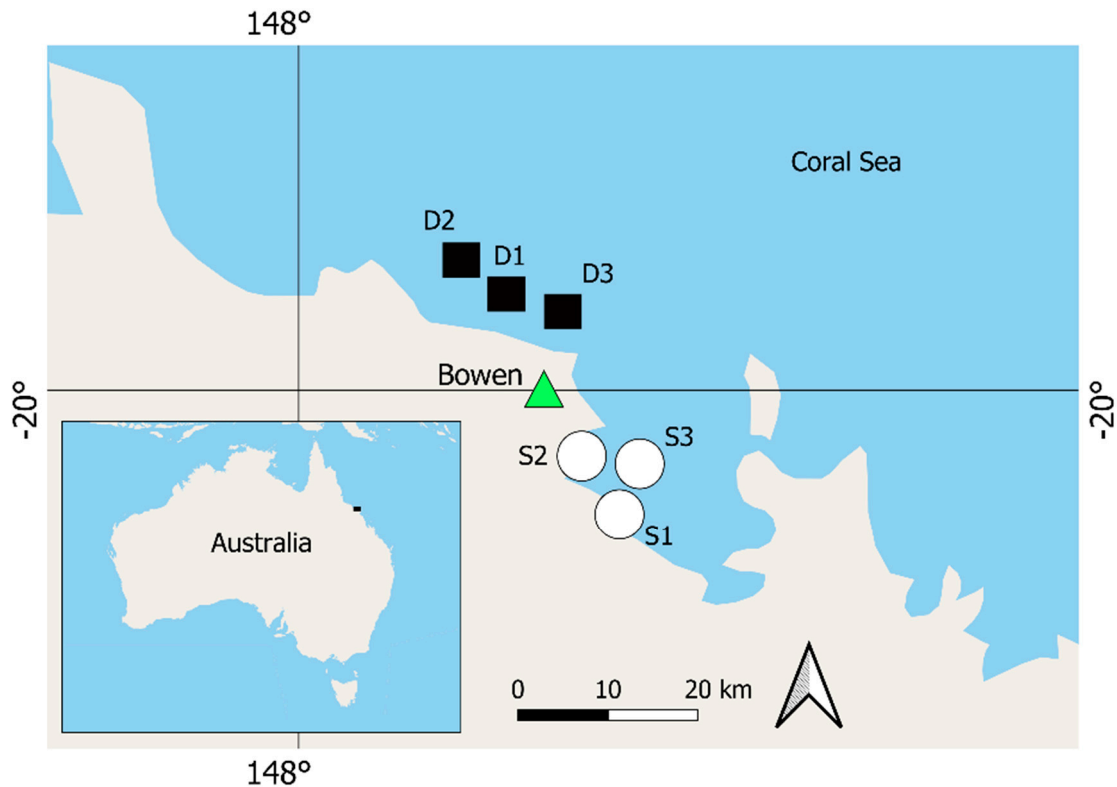 148°
Coral Sea
D2
D1
D3
Bowen
-20°
-20°
S2
S3
S1
Australia
0 10 20 km
148°